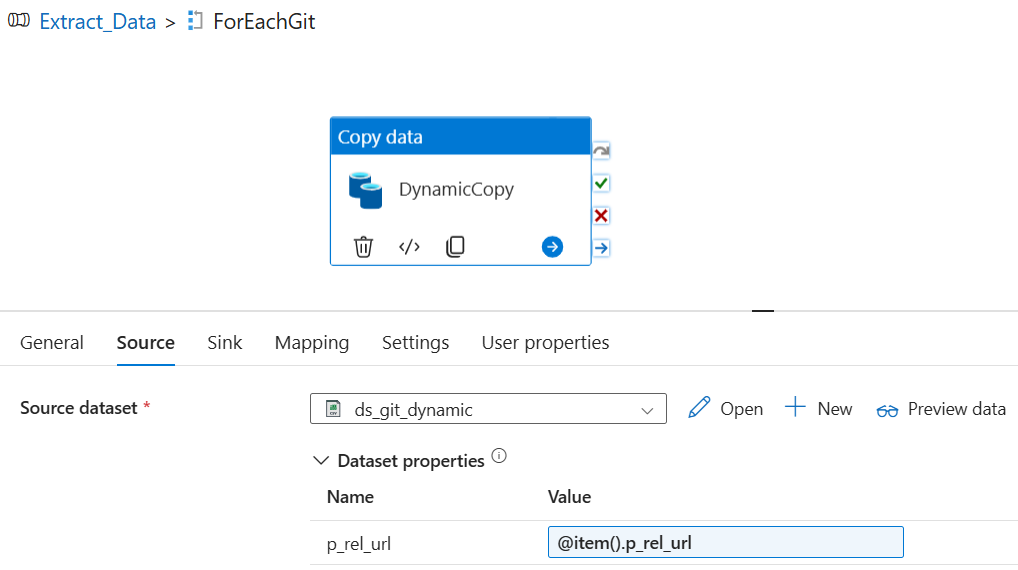 Extract_Data > ForEachGit
Copy data
DynamicCopy
General Source Sink Mapping Settings User properties
Source dataset * ds_git_dynamic Open New Preview data
Dataset properties
Name Value
p_rel_url @item().p_rel_url